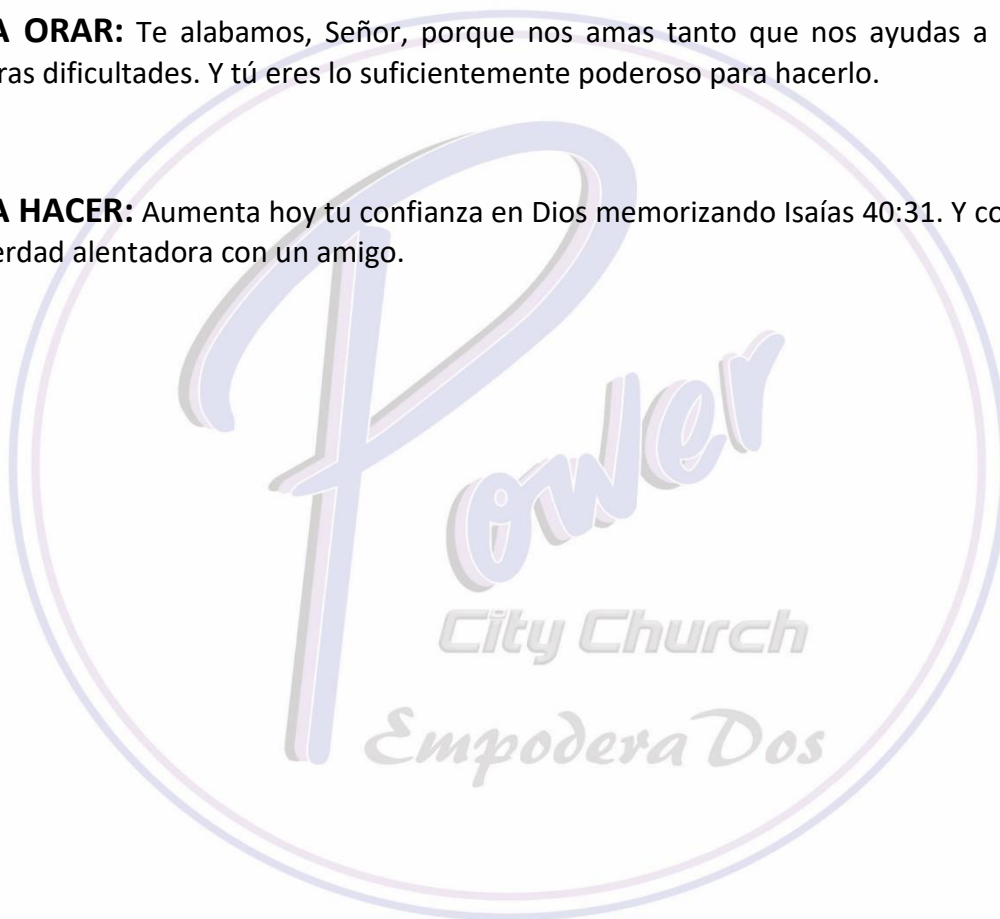 A ORAR: Te alabamos, Señor, porque nos amas tanto que nos ayudas a
ras dificultades. Y tú eres lo suficientemente poderoso para hacerlo.
A HACER: Aumenta hoy tu confianza en Dios memorizando Isaías 40:31. Y co
erdad alentadora con un amigo.
Power
City Church
Empodera Dos